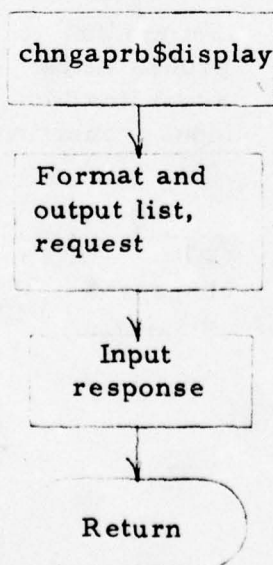 chngaprb$display
Format and
output list,
request
Input
response
Return